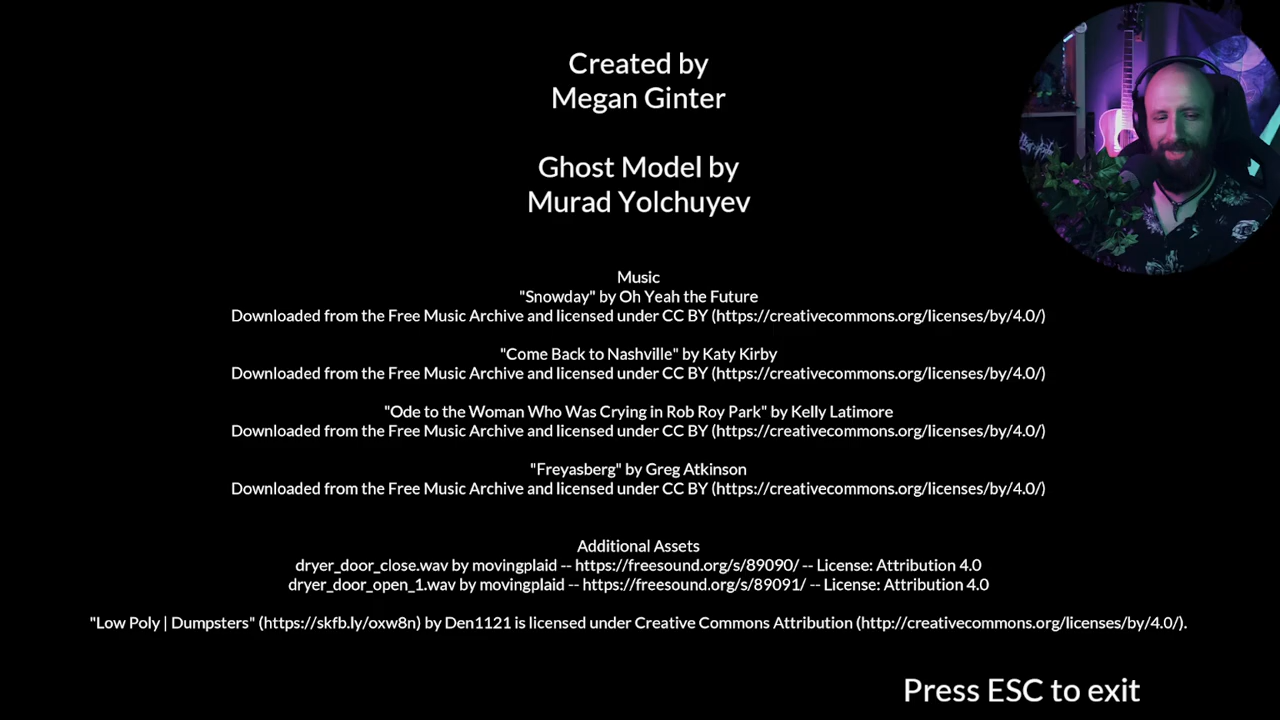 Created by
Megan Ginter
Ghost Model by
Murad Yolchuyev
Music
"Snowday" by Oh Yeah the Future
Downloaded from the Free Music Archive and licensed under CC BY (https://creativecommons.org/licenses/by/4.0/)
"Come Back to Nashville" by Katy Kirby
Downloaded from the Free Music Archive and licensed under CC BY (https://creativecommons.org/licenses/by/4.0/)
"Ode to the Woman Who Was Crying in Rob Roy Park" by Kelly Latimore
Downloaded from the Free Music Archive and licensed under CC BY (https://creativecommons.org/licenses/by/4.0/)
"Freyasberg" by Greg Atkinson
Downloaded from the Free Music Archive and licensed under CC BY (https://creativecommons.org/licenses/by/4.0/)
Additional Assets
dryer_door_close.wav by movingplaid -- https://freesound.org/s/89090/ -- License: Attribution 4.0
dryer_door_open_1.wav by movingplaid -- https://freesound.org/s/89091/ -- License: Attribution 4.0
"Low Poly | Dumpsters" (https://skfb.ly/oxw8n) by Den1121 is licensed under Creative Commons Attribution (http://creativecommons.org/licenses/by/4.0/).
Press ESC to exit